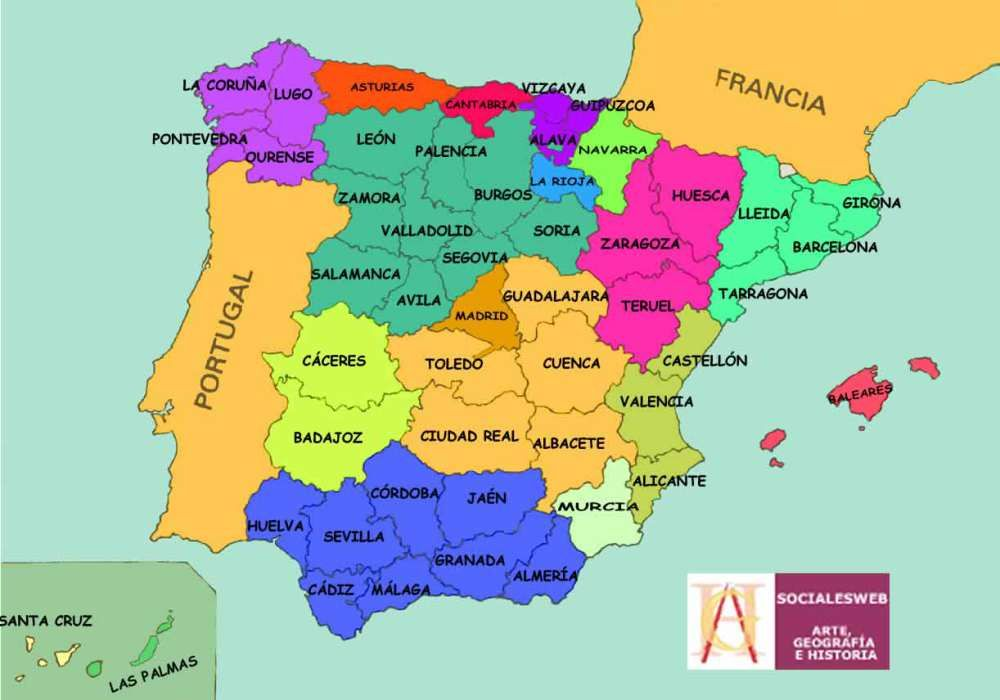 FRANCIA
LA CORUÑA
LUGO
ASTURIAS
CANTABRIA
VIZCAYA
GUIPUZCOA
PONTEVEDRA
OURENSE
LEÓN
PALENCIA
ALAVA
NAVARRA
LA RIOJA
BURGOS
ZAMORA
VALLADOLID
SORIA
HUESCA
ZARAGOZA
LLEIDA
GIRONA
BARCELONA
TARRAGONA
SEGOVIA
SALAMANCA
AVILA
MADRID
GUADALAJARA
TERUEL
PORTUGAL
CÁCERES
TOLEDO
CUENCA
CASTELLÓN
VALENCIA
BALEARES
BADAJOZ
CIUDAD REAL
ALBACETE
ALICANTE
MURCIA
CÓRDOBA
JAÉN
HUELVA
SEVILLA
GRANADA
ALMERÍA
CÁDIZ
MÁLAGA
SANTA CRUZ
LAS PALMAS
SOCIALESWEB
ARTE,
GEOGRAFÍA
E HISTORIA